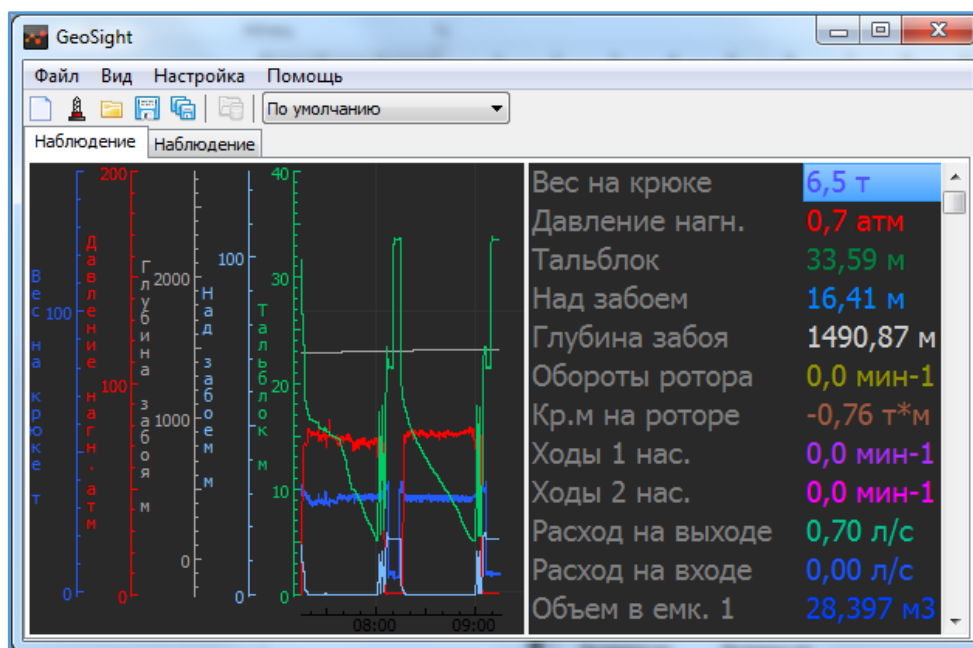 GeoSight
Файл Вид Настройка Помощь
По умолчанию
Наблюдение Наблюдение
Вес на крюке т
100
0
Давление нагн. атм
200
100
0
Глубина забоя м
2000
1000
0
Над забоем м
100
0
Тальблок м
40
30
20
10
0
08:00 09:00
Вес на крюке 6,5 т
Давление нагн. 0,7 атм
Тальблок 33,59 м
Над забоем 16,41 м
Глубина забоя 1490,87 м
Обороты ротора 0,0 мин-1
Кр.м на роторе -0,76 т*м
Ходы 1 нас. 0,0 мин-1
Ходы 2 нас. 0,0 мин-1
Расход на выходе 0,70 л/с
Расход на входе 0,00 л/с
Объем в емк. 1 28,397 м3